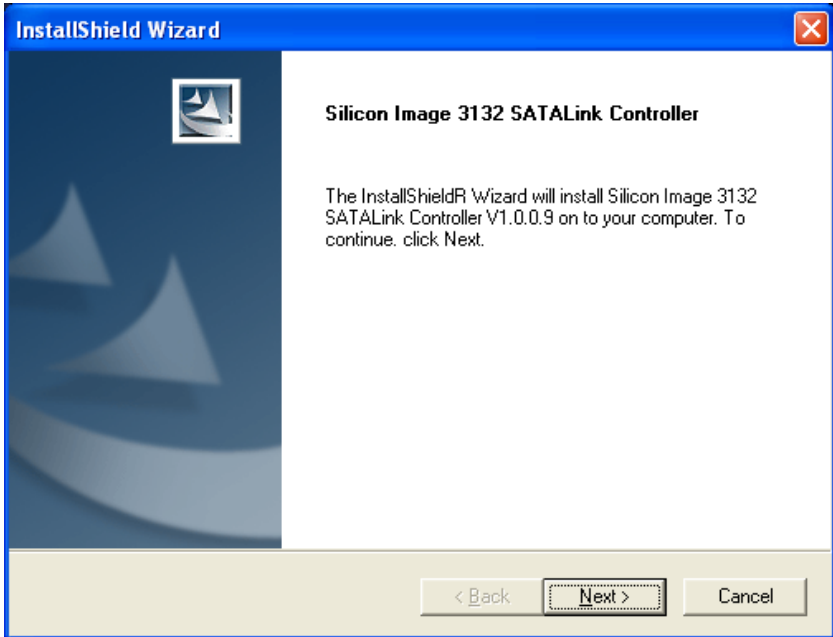 InstallShield Wizard
Silicon Image 3132 SATALink Controller
The InstallShieldR Wizard will install Silicon Image 3132
SATALink Controller V1.0.0.9 on to your computer. To
continue. click Next.
< Back Next > Cancel